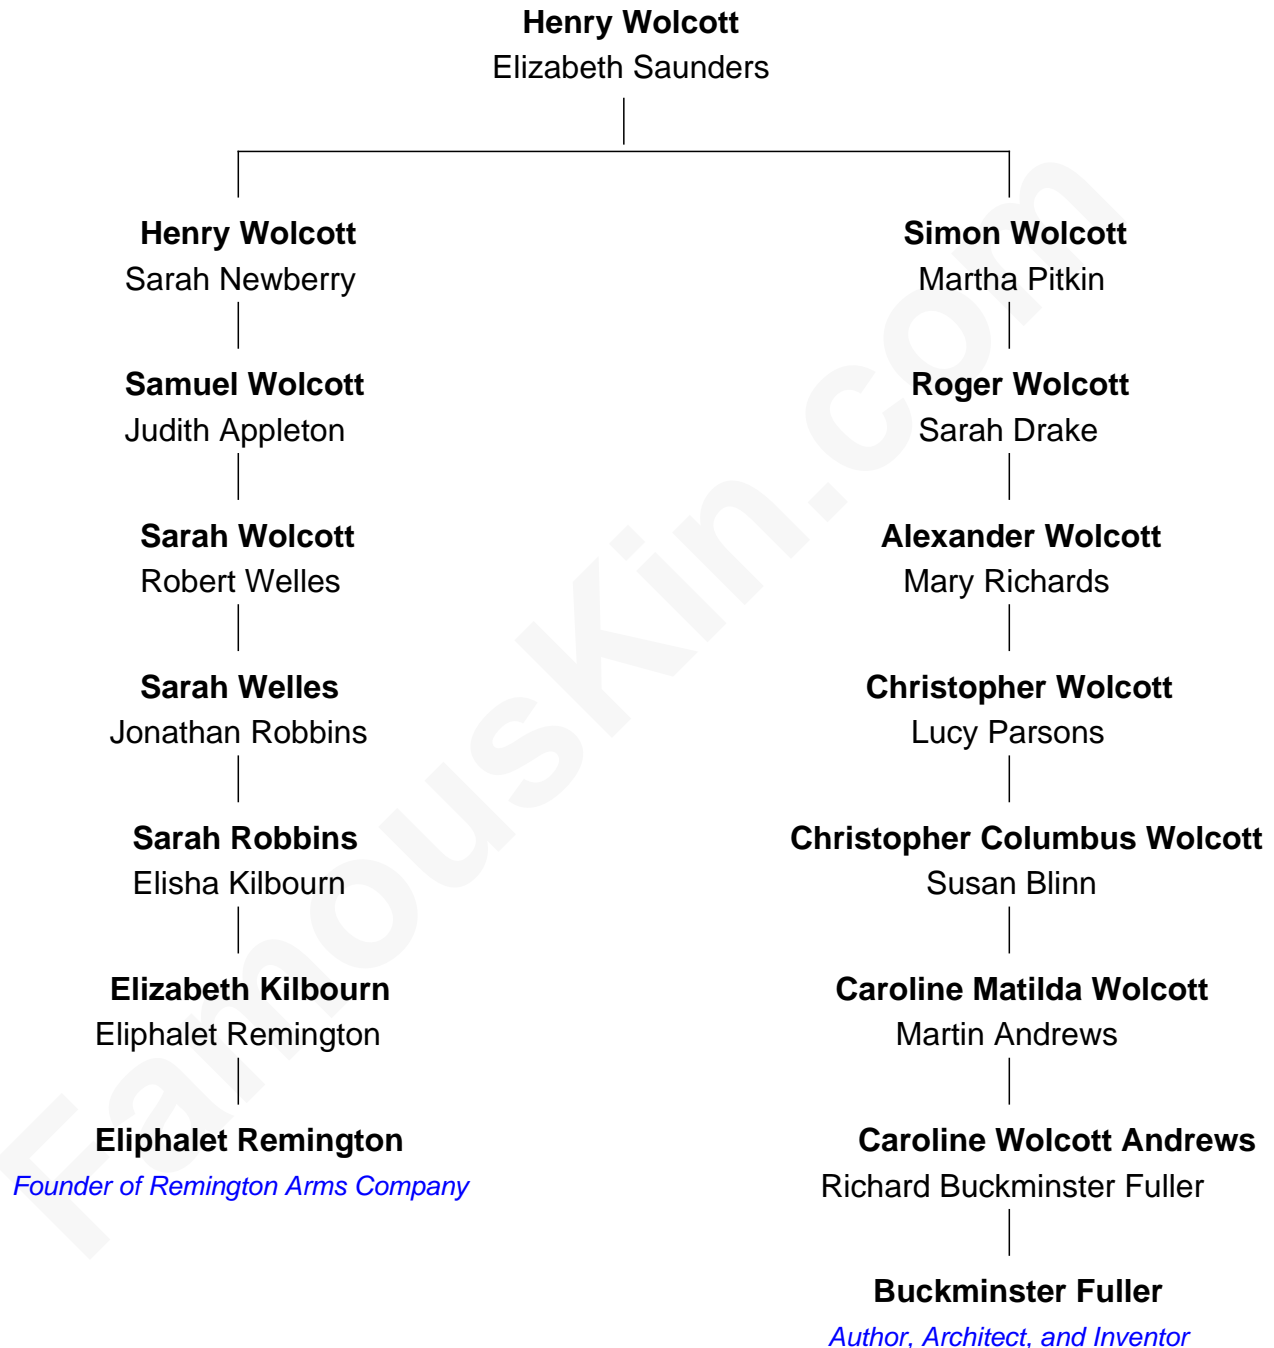 Henry Wolcott
Elizabeth Saunders
Henry Wolcott
Sarah Newberry
Samuel Wolcott
Judith Appleton
Sarah Wolcott
Robert Welles
Sarah Welles
Jonathan Robbins
Sarah Robbins
Elisha Kilbourn
Elizabeth Kilbourn
Eliphalet Remington
Eliphalet Remington
Founder of Remington Arms Company
Simon Wolcott
Martha Pitkin
Roger Wolcott
Sarah Drake
Alexander Wolcott
Mary Richards
Christopher Wolcott
Lucy Parsons
Christopher Columbus Wolcott
Susan Blinn
Caroline Matilda Wolcott
Martin Andrews
Caroline Wolcott Andrews
Richard Buckminster Fuller
Buckminster Fuller
Author, Architect, and Inventor
FamousKin.com